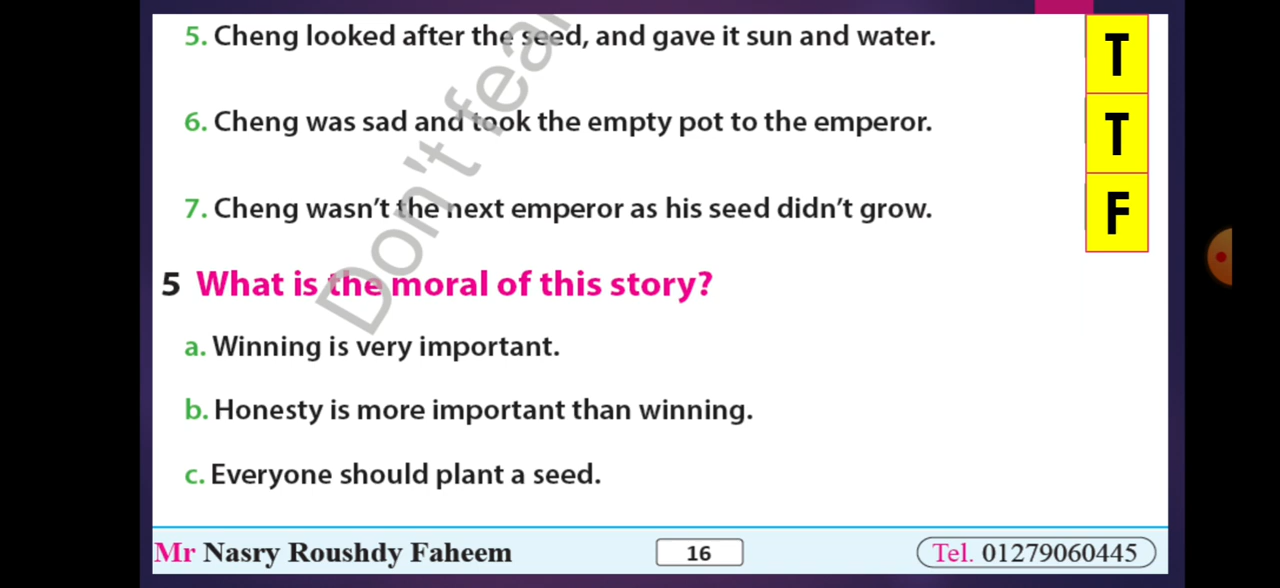 5. Cheng looked after the seed, and gave it sun and water.
T
6. Cheng was sad and took the empty pot to the emperor.
T
7. Cheng wasn't the next emperor as his seed didn't grow.
F
5 What is the moral of this story?
a. Winning is very important.
b. Honesty is more important than winning.
c. Everyone should plant a seed.
Don't fear
Mr Nasry Roushdy Faheem
16
Tel. 01279060445